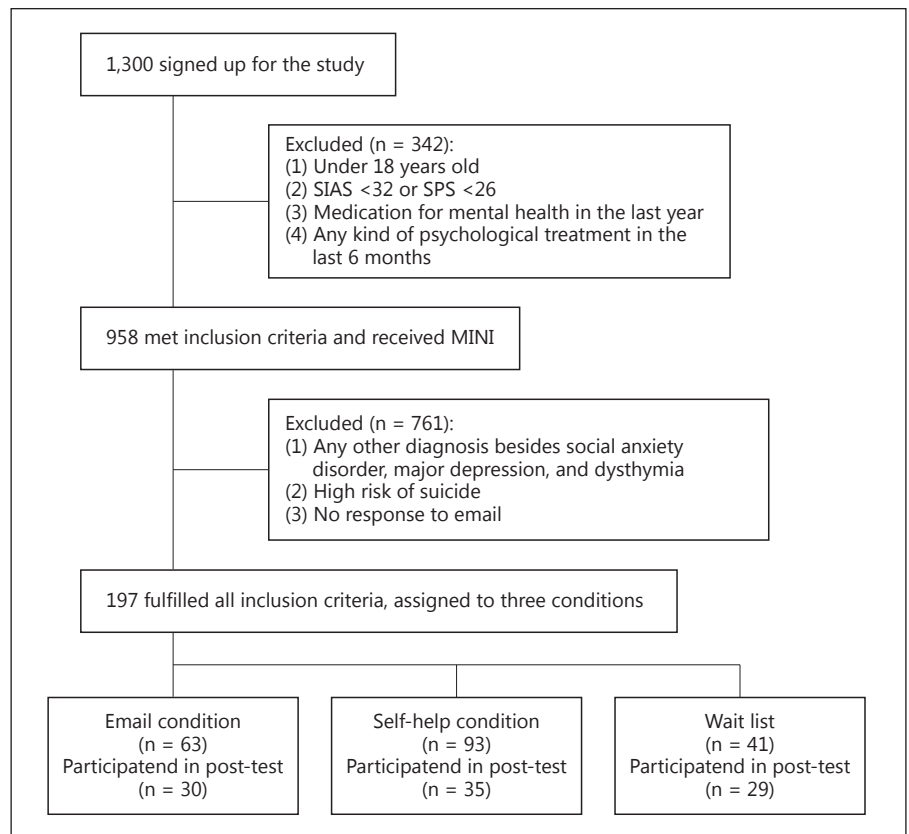 1,300 signed up for the study
Excluded (n = 342):
(1) Under 18 years old
(2) SIAS <32 or SPS <26
(3) Medication for mental health in the last year
(4) Any kind of psychological treatment in the
last 6 months
958 met inclusion criteria and received MINI
Excluded (n = 761):
(1) Any other diagnosis besides social anxiety
disorder, major depression, and dysthymia
(2) High risk of suicide
(3) No response to email
197 fulfilled all inclusion criteria, assigned to three conditions
Email condition
(n = 63)
Participatend in post-test
(n = 30)
Self-help condition
(n = 93)
Participatend in post-test
(n = 35)
Wait list
(n = 41)
Participatend in post-test
(n = 29)